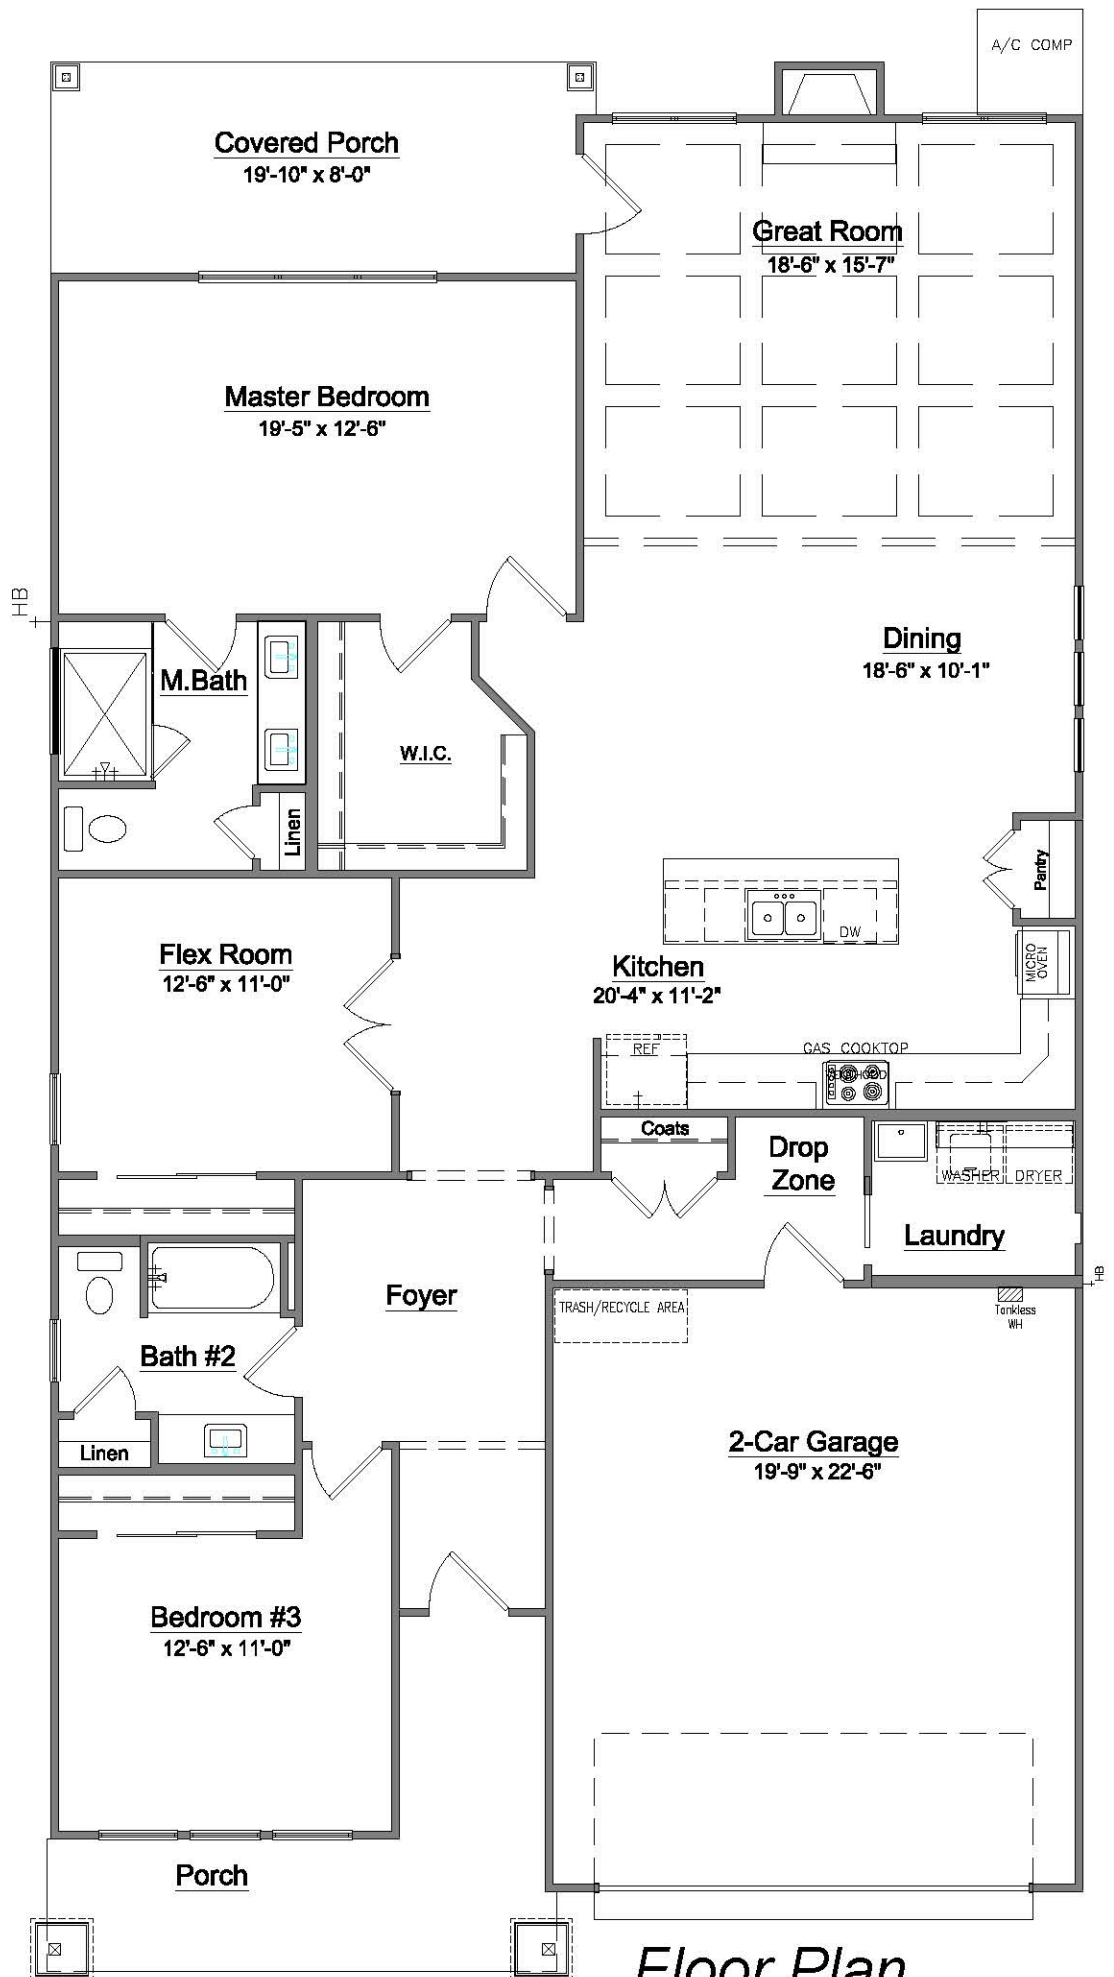 A/C COMP
Covered Porch
19'-10" x 8'-0"
Great Room
18'-6" x 15'-7"
Master Bedroom
19'-5" x 12'-6"
HB
Dining
18'-6" x 10'-1"
M.Bath
W.I.C.
Linen
Pantry
DW
Flex Room
12'-6" x 11'-0"
Kitchen
20'-4" x 11'-2"
MICRO
OVEN
REF
GAS COOKTOP
Coats
Drop
Zone
WASHER
DRYER
Laundry
HB
Foyer
TRASH/RECYCLE AREA
Tankless
WH
Bath #2
Linen
2-Car Garage
19'-9" x 22'-6"
Bedroom #3
12'-6" x 11'-0"
Porch
Floor Plan